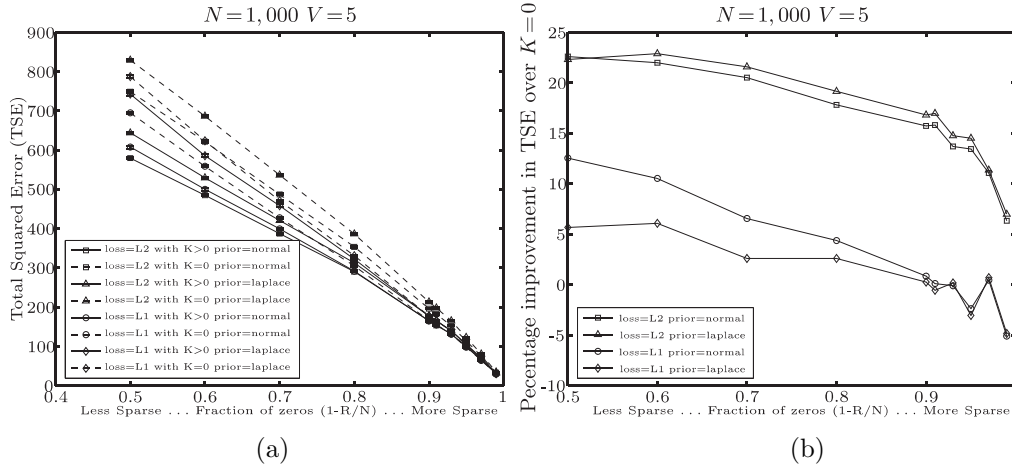 N=1,000 V=5
900
800
700
600
500
400
300
200
100
0
Total Squared Error (TSE)
loss=L2 with K>0 prior=normal
loss=L2 with K=0 prior=normal
loss=L2 with K>0 prior=laplace
loss=L2 with K=0 prior=laplace
loss=L1 with K>0 prior=normal
loss=L1 with K=0 prior=normal
loss=L1 with K>0 prior=laplace
loss=L1 with K=0 prior=laplace
0.4 0.5 0.6 0.7 0.8 0.9 1
Less Sparse ... Fraction of zeros (1-R/N) ... More Sparse
(a)
N=1,000 V=5
25
20
15
10
5
0
-5
-10
Pecentage improvement in TSE over K=0
loss=L2 prior=normal
loss=L2 prior=laplace
loss=L1 prior=normal
loss=L1 prior=laplace
0.5 0.6 0.7 0.8 0.9
Less Sparse ... Fraction of zeros (1-R/N) ... More Sparse
(b)